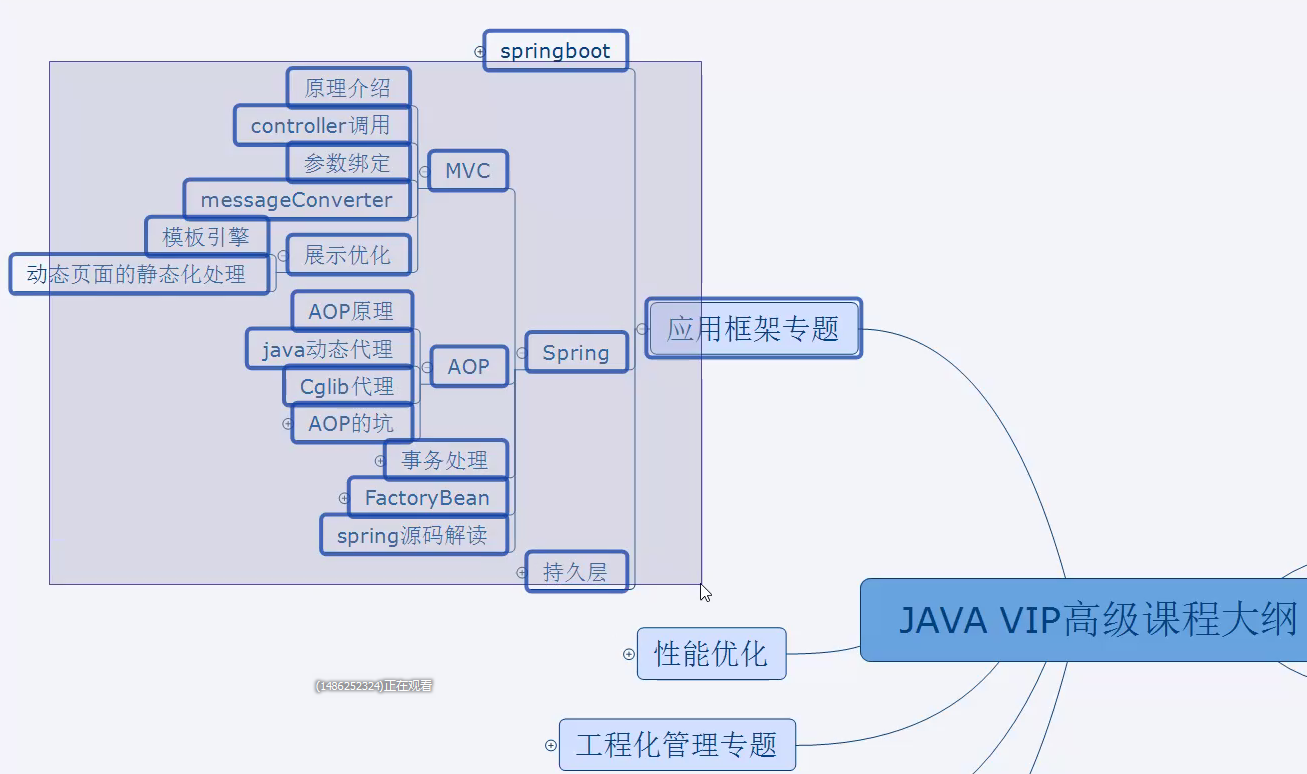 springboot
原理介绍
controller调用
参数绑定
MVC
messageConverter
模板引擎
展示优化
动态页面的静态化处理
AOP原理
java动态代理
AOP
Cglib代理
AOP的坑
Spring
应用框架专题
事务处理
FactoryBean
spring源码解读
持久层
JAVA VIP高级课程大纲
性能优化
(1486252324)正在观看
工程化管理专题